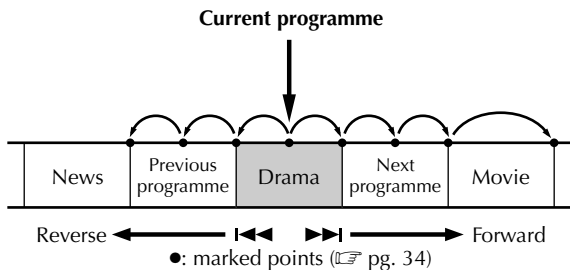 Current programme
News
Previous
programme
Drama
Next
programme
Movie
Reverse
Forward
●: marked points (☞ pg. 34)